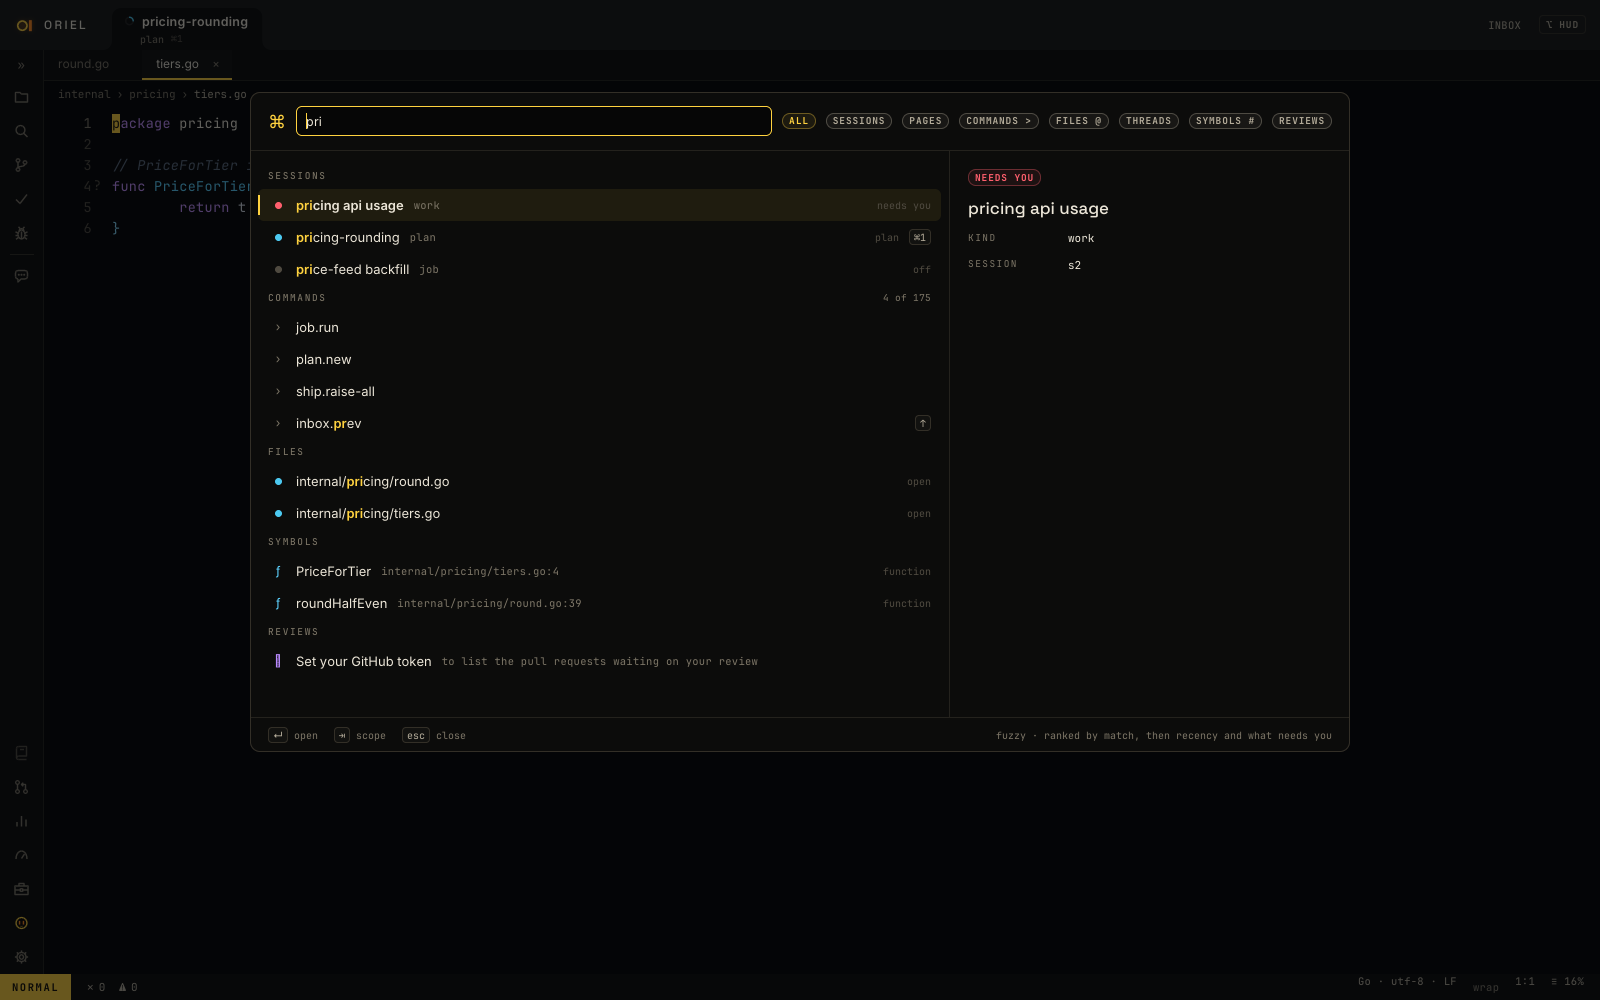 ORIEL
pricing-rounding
plan ⌘1
INBOX
⌥ HUD
round.go
tiers.go ×
internal › pricing › tiers.go
1 package pricing
2
3 // PriceForTier
4? func PriceForTier
5 return t
6 }
⌘ pri
ALL
SESSIONS
PAGES
COMMANDS >
FILES @
THREADS
SYMBOLS #
REVIEWS
SESSIONS
pricing api usage work needs you
pricing-rounding plan plan ⌘1
price-feed backfill job off
COMMANDS 4 of 175
› job.run
› plan.new
› ship.raise-all
› inbox.prev ↑
FILES
internal/pricing/round.go open
internal/pricing/tiers.go open
SYMBOLS
ƒ PriceForTier internal/pricing/tiers.go:4 function
ƒ roundHalfEven internal/pricing/round.go:39 function
REVIEWS
Set your GitHub token to list the pull requests waiting on your review
NEEDS YOU
pricing api usage
KIND work
SESSION s2
↵ open ⇥ scope esc close
fuzzy · ranked by match, then recency and what needs you
NORMAL
× 0 ▲ 0
Go · utf-8 · LF wrap 1:1 ≡ 16%